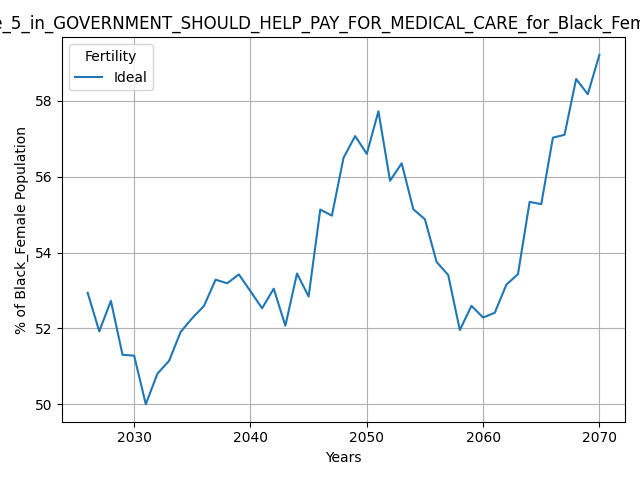 e_5_in_GOVERNMENT_SHOULD_HELP_PAY_FOR_MEDICAL_CARE_for_Black_Fem
Fertility
Ideal
% of Black_Female Population
58
56
54
52
50
2030 2040 2050 2060 2070
Years